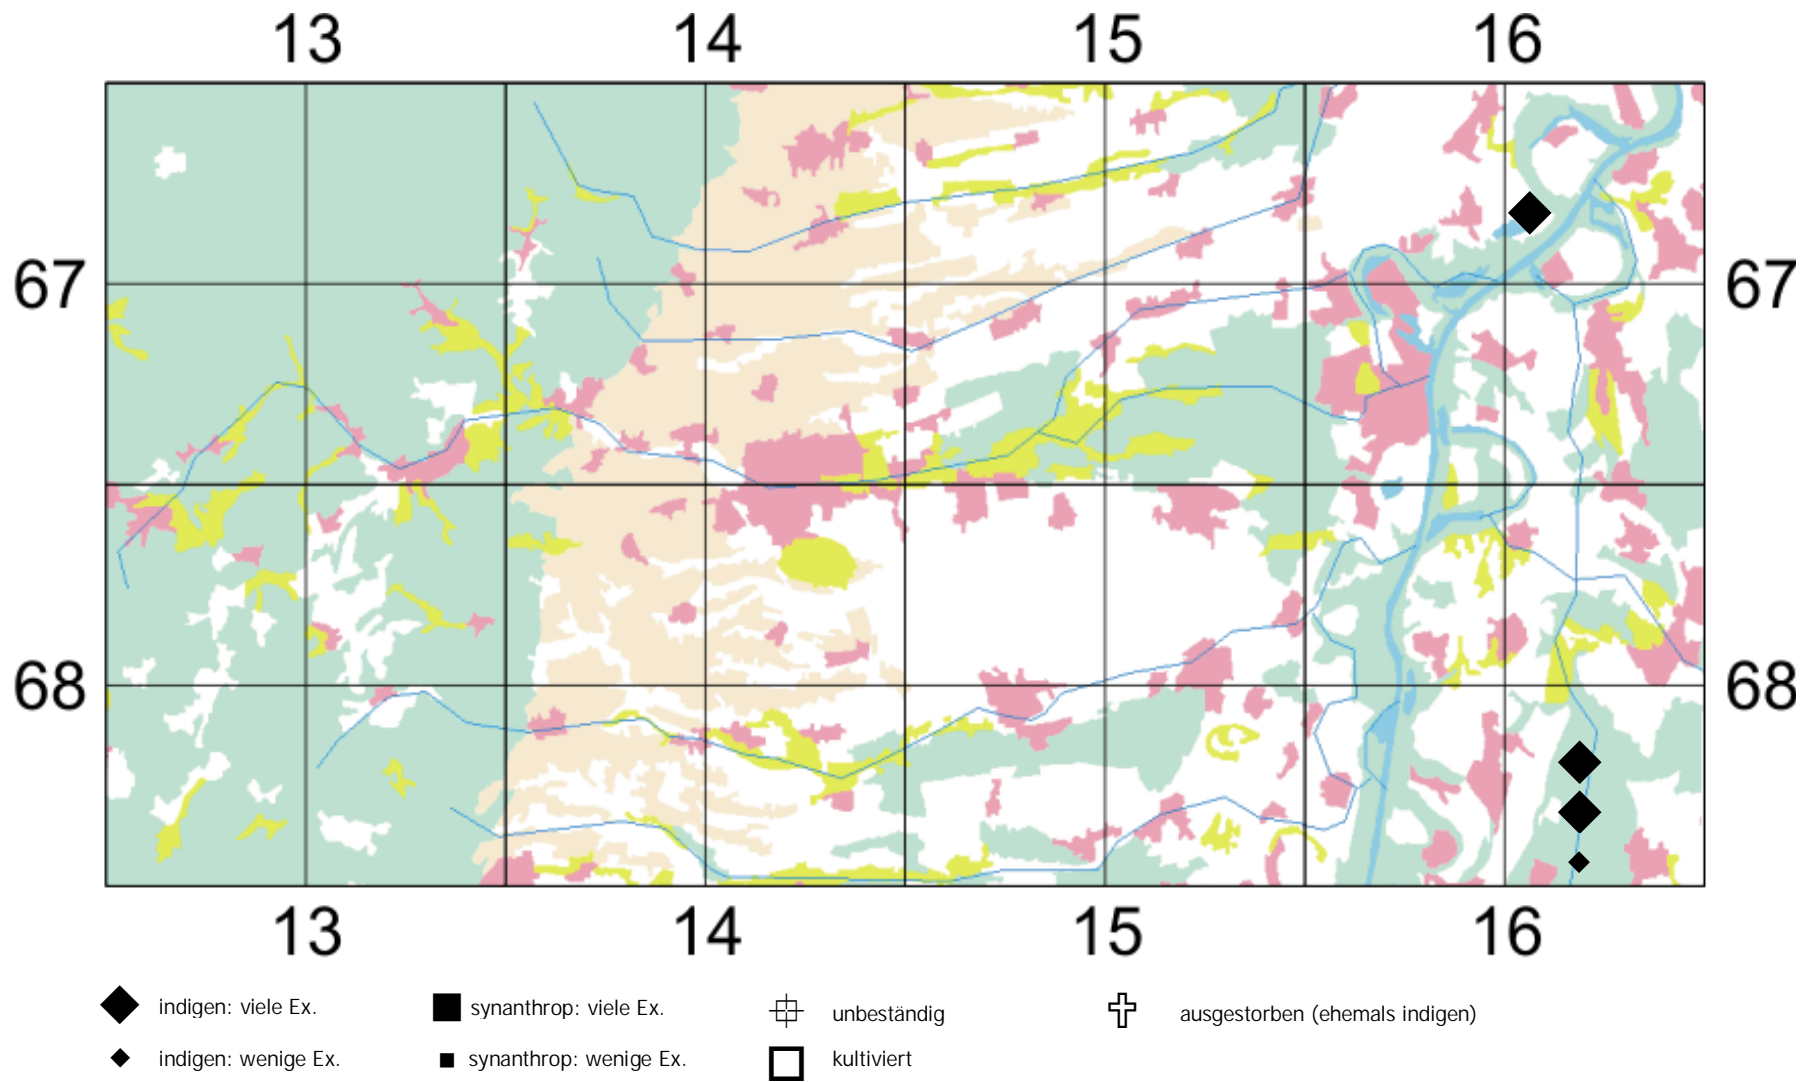 13 14 15 16
67 67
68 68
13 14 15 16
indigen: viele Ex. synanthrop: viele Ex. unbeständig ausgestorben (ehemals indigen)
indigen: wenige Ex. synanthrop: wenige Ex. kultiviert